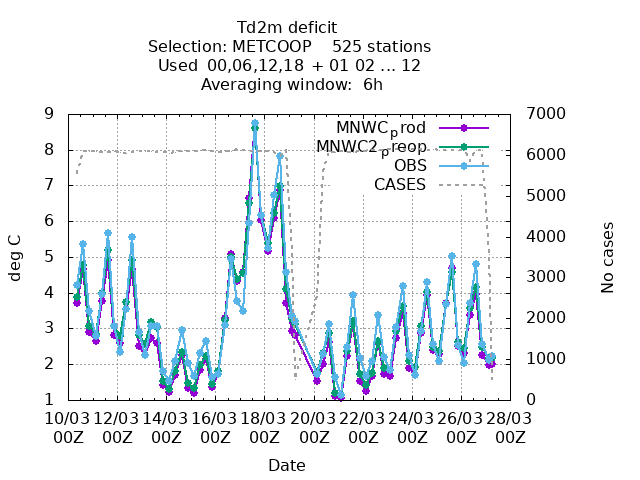 Td2m deficit
Selection: METCOOP    525 stations
Used  00,06,12,18  + 01 02 ... 12
Averaging window:  6h
9 7000
8 6000
7 5000
6 4000
5 3000
4 2000
3 1000
2 0
1
MNWC_prod
MNWC2_preop
OBS
CASES
deg C
No cases
10/03 12/03 14/03 16/03 18/03 20/03 22/03 24/03 26/03 28/03
00Z 00Z 00Z 00Z 00Z 00Z 00Z 00Z 00Z 00Z
Date